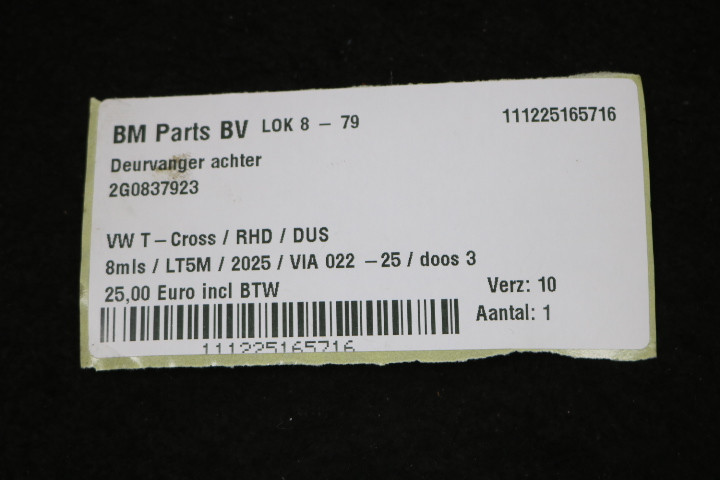 BM Parts BV LOK 8 - 79 111225165716
Deurvanger achter
2G0837923
VW T-Cross / RHD / DUS
8mls / LT5M / 2025 / VIA 022 -25 / doos 3
25,00 Euro incl BTW Verz: 10
Aantal: 1
111225165716